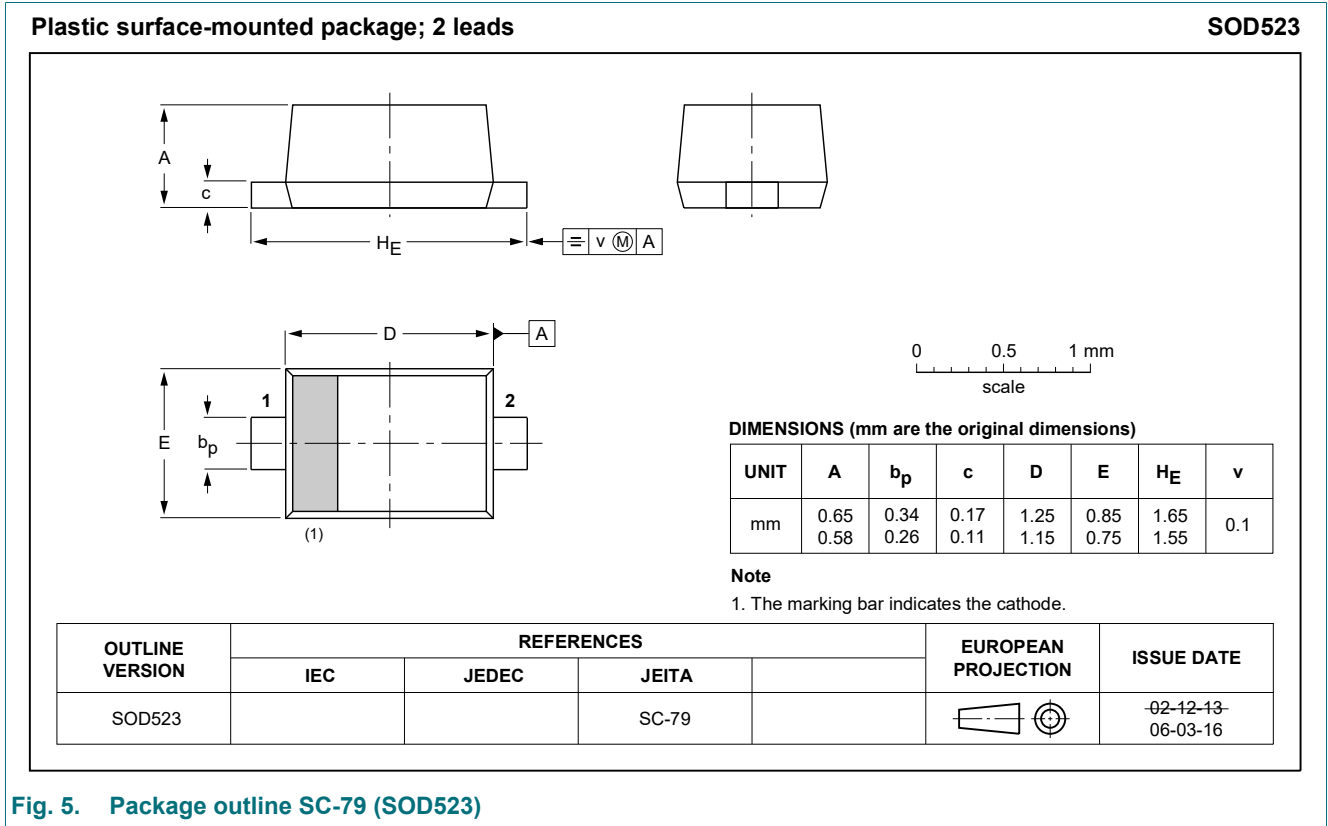 Plastic surface-mounted package; 2 leads SOD523
A
c
HE
v M A
D
A
1
2
E
bp
(1)
0 0.5 1 mm
scale
DIMENSIONS (mm are the original dimensions)
UNIT A bp c D E HE v
mm 0.65 0.34 0.17 1.25 0.85 1.65 0.1
0.58 0.26 0.11 1.15 0.75 1.55
Note
1. The marking bar indicates the cathode.
OUTLINE VERSION REFERENCES EUROPEAN PROJECTION ISSUE DATE
IEC JEDEC JEITA
SOD523 SC-79 02-12-13
06-03-16
Fig. 5. Package outline SC-79 (SOD523)